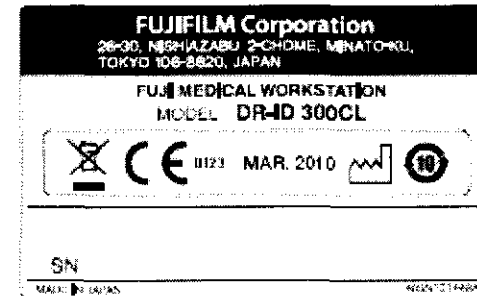 FUJIFILM Corporation
26-30, NISHIAZABU 2-CHOME, MINATO-KU,
TOKYO 106-8620, JAPAN
FUJI MEDICAL WORKSTATION
MODEL DR-ID 300CL
CE 0123 MAR. 2010 10
SN
MADE IN JAPAN